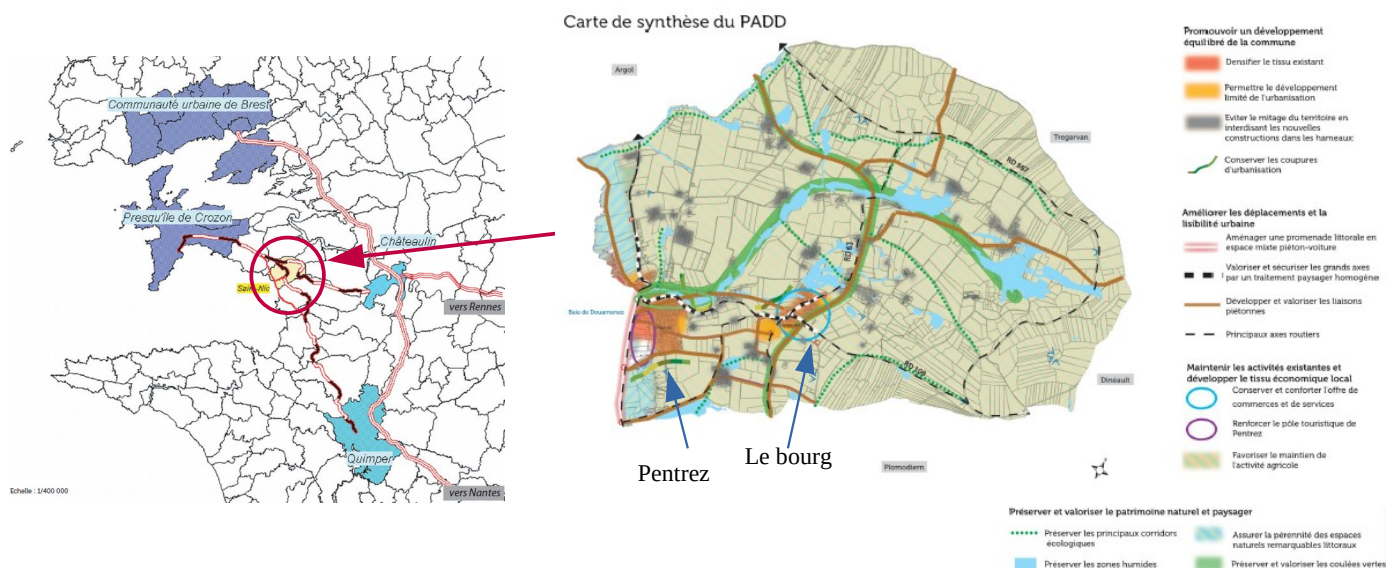 Carte de synthèse du PADD
Communauté urbaine de Brest
Presqu'île de Crozon
Châteaulin
Saint-Nic
vers Rennes
Quimper
vers Nantes
Echelle : 1/400 000
Argol
Tregarvan
RD 887
RD 63
Baie de Douarnenez
RD 108
Dinéault
Plomodiern
Pentrez
Le bourg
Promouvoir un développement
équilibré de la commune
Densifier le tissu existant
Permettre le développement
limité de l'urbanisation
Eviter le mitage du territoire en
interdisant les nouvelles
constructions dans les hameaux
Conserver les coupures
d'urbanisation
Améliorer les déplacements et la
lisibilité urbaine
Aménager une promenade littorale en
espace mixte piéton-voiture
Valoriser et sécuriser les grands axes
par un traitement paysager homogène
Développer et valoriser les liaisons
piétonnes
Principaux axes routiers
Maintenir les activités existantes et
développer le tissu économique local
Conserver et conforter l'offre de
commerces et de services
Renforcer le pôle touristique de
Pentrez
Favoriser le maintien de
l'activité agricole
Préserver et valoriser le patrimoine naturel et paysager
Préserver les principaux corridors
écologiques
Préserver les zones humides
Assurer la pérennité des espaces
naturels remarquables littoraux
Préserver et valoriser les coulées vertes